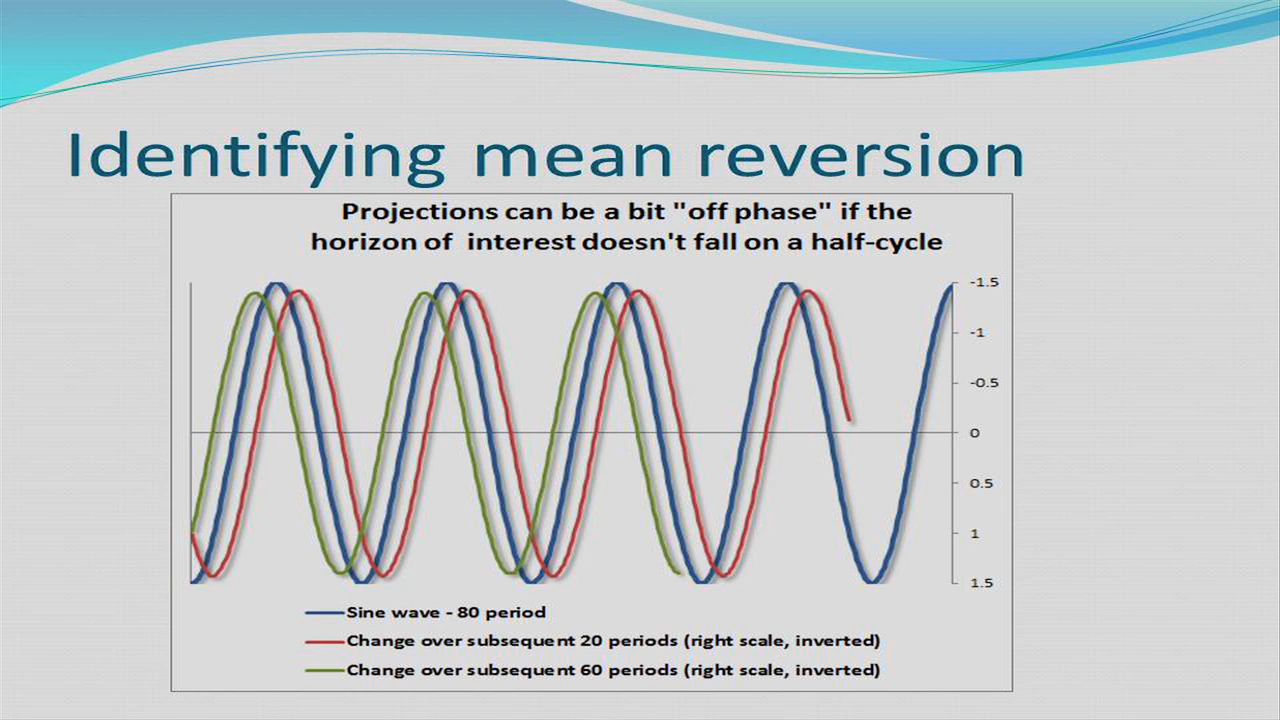 Identifying mean reversion
Projections can be a bit "off phase" if the
horizon of  interest doesn't fall on a half-cycle
-1.5
-1
-0.5
0
0.5
1
1.5
Sine wave - 80 period
Change over subsequent 20 periods (right scale, inverted)
Change over subsequent 60 periods (right scale, inverted)